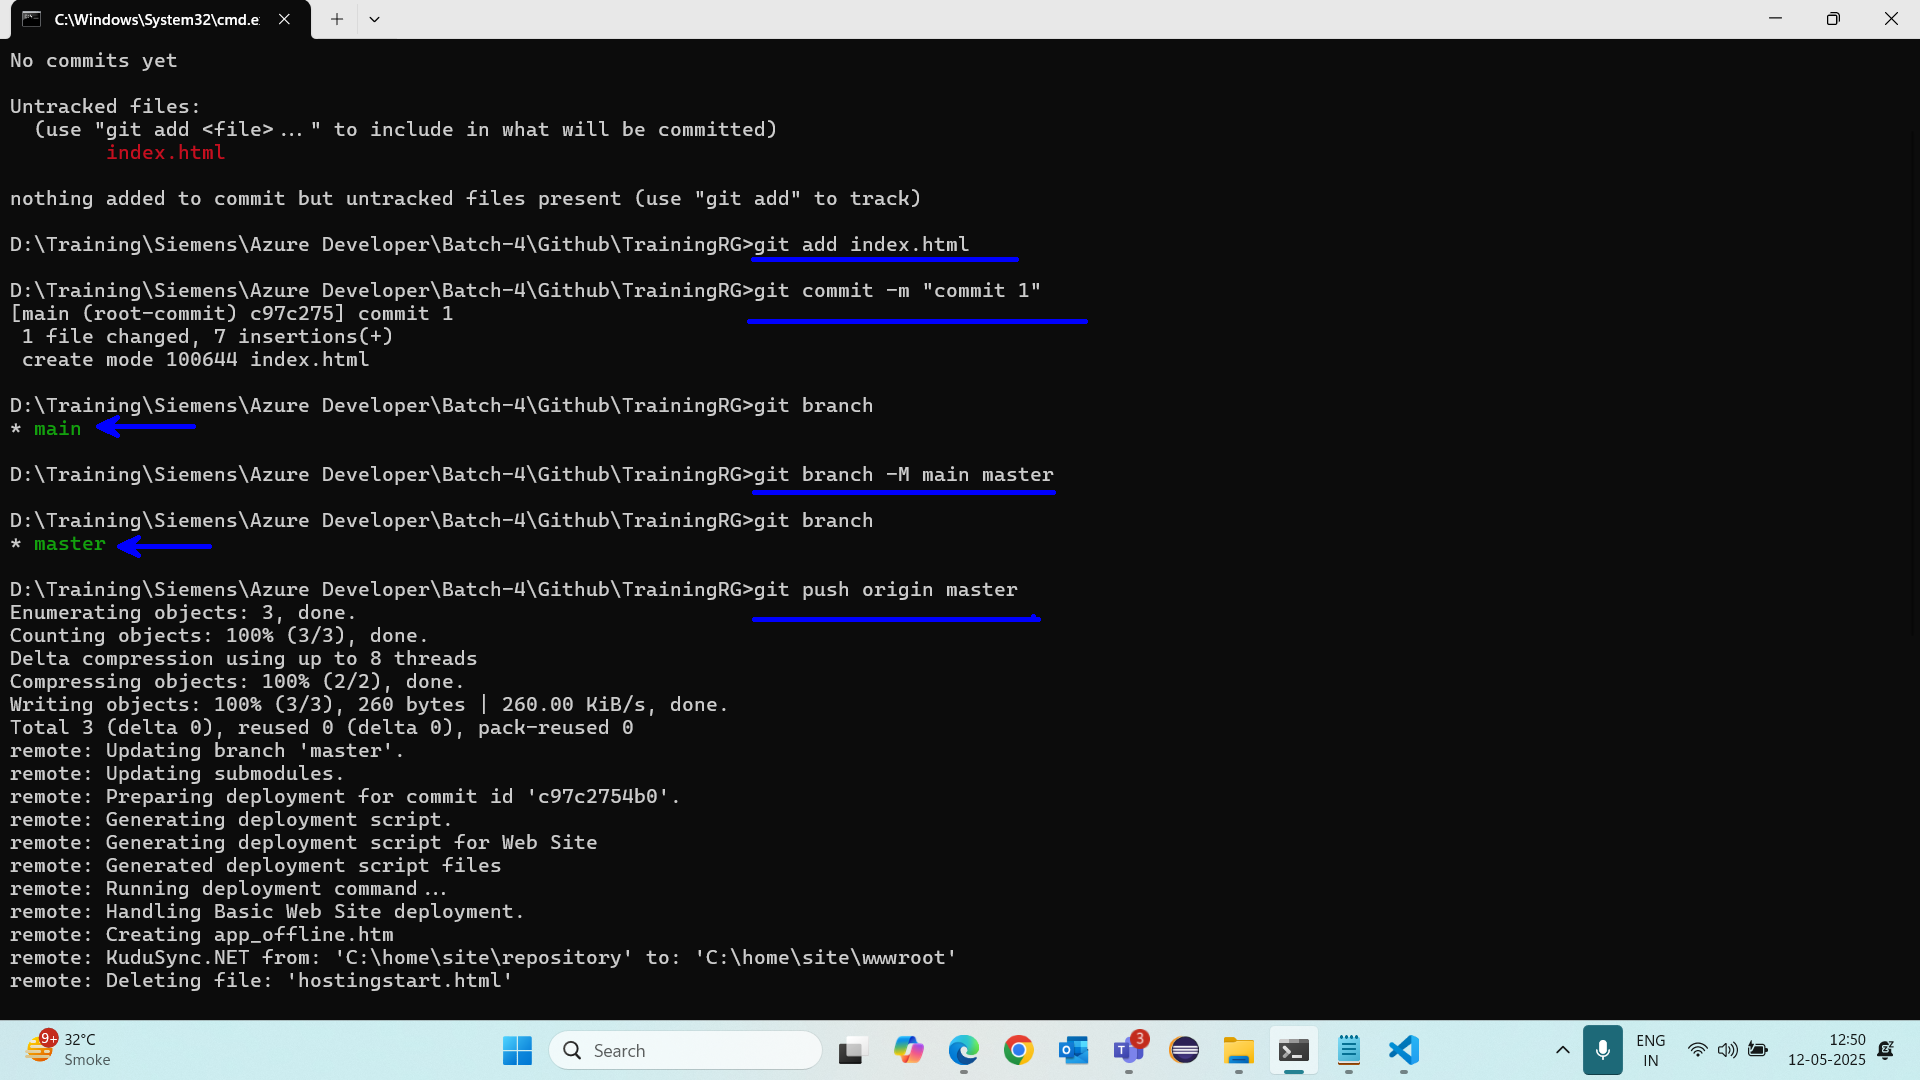 C:\Windows\System32\cmd.e
No commits yet
Untracked files:
(use "git add <file>..." to include in what will be committed)
index.html
nothing added to commit but untracked files present (use "git add" to track)
D:\Training\Siemens\Azure Developer\Batch-4\Github\TrainingRG>git add index.html
D:\Training\Siemens\Azure Developer\Batch-4\Github\TrainingRG>git commit -m "commit 1"
[main (root-commit) c97c275] commit 1
1 file changed, 7 insertions(+)
create mode 100644 index.html
D:\Training\Siemens\Azure Developer\Batch-4\Github\TrainingRG>git branch
* main
D:\Training\Siemens\Azure Developer\Batch-4\Github\TrainingRG>git branch -M main master
D:\Training\Siemens\Azure Developer\Batch-4\Github\TrainingRG>git branch
* master
D:\Training\Siemens\Azure Developer\Batch-4\Github\TrainingRG>git push origin master
Enumerating objects: 3, done.
Counting objects: 100% (3/3), done.
Delta compression using up to 8 threads
Compressing objects: 100% (2/2), done.
Writing objects: 100% (3/3), 260 bytes | 260.00 KiB/s, done.
Total 3 (delta 0), reused 0 (delta 0), pack-reused 0
remote: Updating branch 'master'.
remote: Updating submodules.
remote: Preparing deployment for commit id 'c97c2754b0'.
remote: Generating deployment script.
remote: Generating deployment script for Web Site
remote: Generated deployment script files
remote: Running deployment command...
remote: Handling Basic Web Site deployment.
remote: Creating app_offline.htm
remote: KuduSync.NET from: 'C:\home\site\repository' to: 'C:\home\site\wwwroot'
remote: Deleting file: 'hostingstart.html'
9+
32°C
Smoke
Search
3
ENG
IN
12:50
12-05-2025